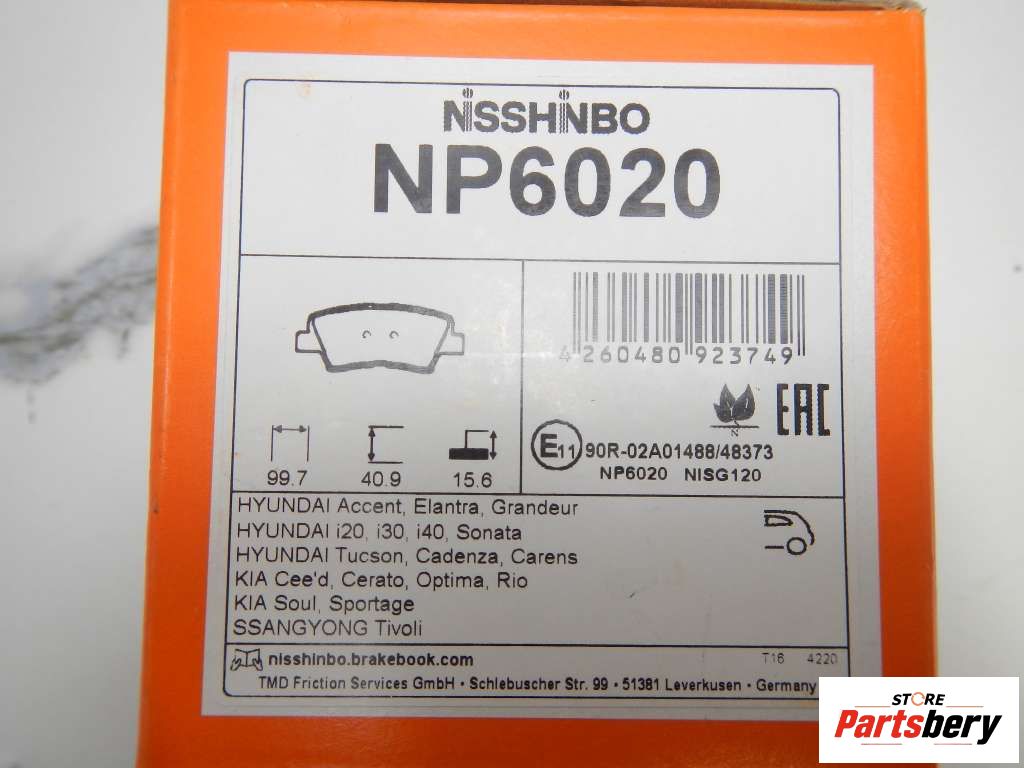 NiSSHiNBO
NP6020
4 260480 923749
EAC
N
E11 90R-02A01488/48373
NP6020 NISG120
99.7 40.9 15.6
HYUNDAI Accent, Elantra, Grandeur
HYUNDAI i20, i30, i40, Sonata
HYUNDAI Tucson, Cadenza, Carens
KIA Cee'd, Cerato, Optima, Rio
KIA Soul, Sportage
SSANGYONG Tivoli
nisshinbo.brakebook.com T16 4220
TMD Friction Services GmbH • Schlebuscher Str. 99 • 51381 Leverkusen • Germany
STORE
Partsbery